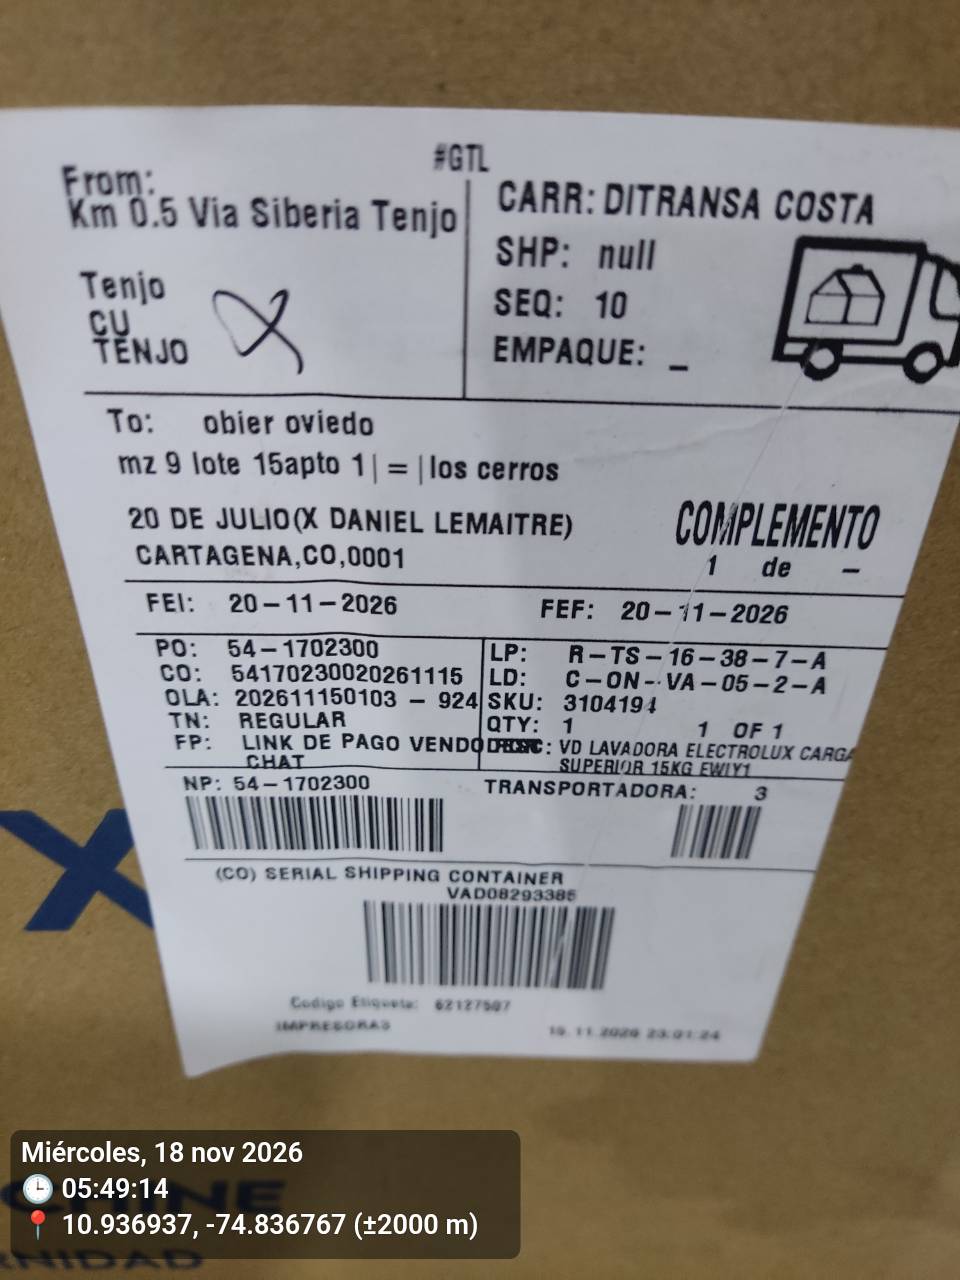 #GTL
From:
Km 0.5 Via Siberia Tenjo
Tenjo
CU
TENJO
CARR: DITRANSA COSTA
SHP: null
SEQ: 10
EMPAQUE: _
To: obier oviedo
mz 9 lote 15apto 1|=|los cerros
20 DE JULIO(X DANIEL LEMAITRE)
CARTAGENA,CO,0001
COMPLEMENTO
1 de –
FEI: 20-11-2026
FEF: 20-11-2026
PO: 54-1702300
CO: 54170230020261115
OLA: 202611150103 - 924
TN: REGULAR
FP: LINK DE PAGO VENDO
CHAT
LP: R-TS-16-38-7-A
LD: C-ON-VA-05-2-A
SKU: 3104194
QTY: 1 1 OF 1
: VD LAVADORA ELECTROLUX CARGA
SUPERIOR 15KG EWIY1
NP: 54-1702300
TRANSPORTADORA: 3
(CO) SERIAL SHIPPING CONTAINER
VAD08293385
Codigo Etiqueta: 62127507
IMPRESORAS
X
Miércoles, 18 nov 2026
05:49:14
10.936937, -74.836767 (±2000 m)